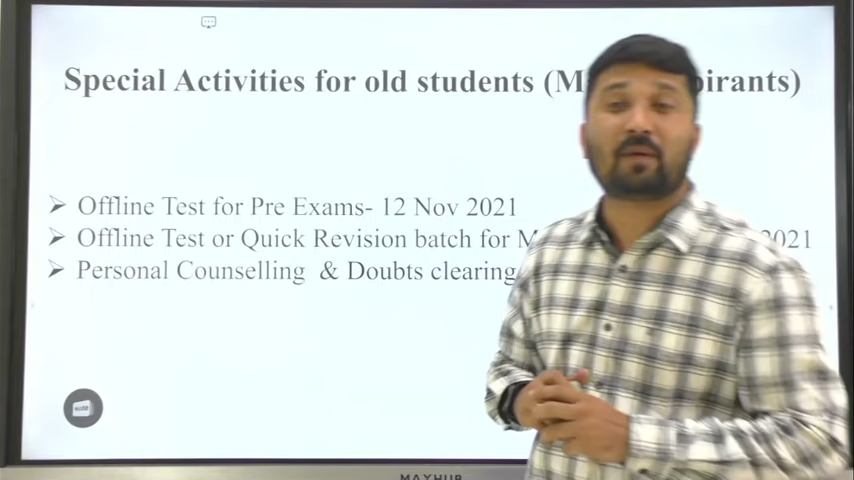 Special Activities for old students (M pirants)
Offline Test for Pre Exams- 12 Nov 2021
Offline Test or Quick Revision batch for M 2021
Personal Counselling & Doubts clearing
MAXHUB